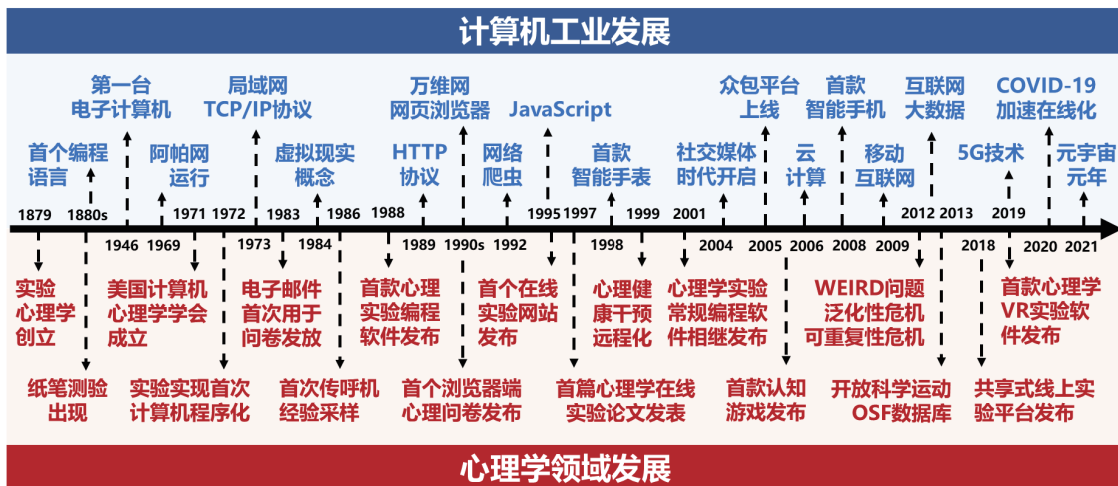 计算机工业发展
第一台
电子计算机
局域网
TCP/IP协议
万维网
网页浏览器
JavaScript
众包平台
上线
首款
智能手机
互联网
大数据
COVID-19
加速在线化
首个编程
语言
阿帕网
运行
虚拟现实
概念
HTTP
协议
网络
爬虫
首款
智能手表
社交媒体
时代开启
云
计算
移动
互联网
5G技术
元宇宙
元年
1879 1880s 1971 1972 1983 1986 1988 1995 1997 1999 2001 2012 2013 2019
1946 1969 1973 1984 1989 1990s 1992 1998 2004 2005 2006 2008 2009 2018 2020 2021
实验
心理学
创立
美国计算机
心理学学会
成立
电子邮件
首次用于
问卷发放
首款心理
实验编程
软件发布
首个在线
实验网站
发布
心理健
康干预
远程化
心理学实验
常规编程软
件相继发布
WEIRD问题
泛化性危机
可重复性危机
首款心理学
VR实验软
件发布
纸笔测验
出现
实验实现首次
计算机程序化
首次传呼机
经验采样
首个浏览器端
心理问卷发布
首篇心理学在线
实验论文发表
首款认知
游戏发布
开放科学运动
OSF数据库
共享式线上实
验平台发布
心理学领域发展